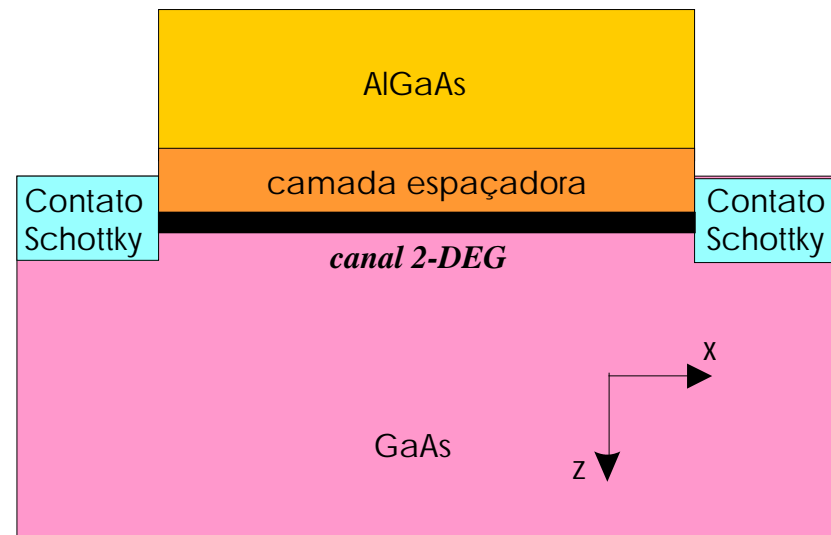 AlGaAs
camada espaçadora
Contato
Schottky
Contato
Schottky
canal 2-DEG
x
z
GaAs